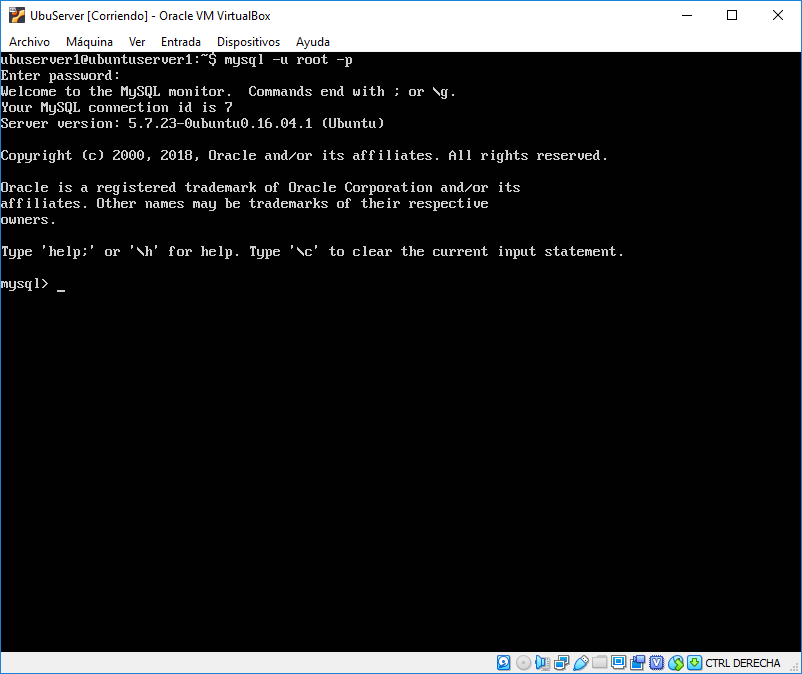 UbuServer [Corriendo] - Oracle VM VirtualBox
Archivo Máquina Ver Entrada Dispositivos Ayuda
ubuserver1@ubuntuserver1:~$ mysql -u root -p
Enter password:
Welcome to the MySQL monitor.  Commands end with ; or \g.
Your MySQL connection id is 7
Server version: 5.7.23-0ubuntu0.16.04.1 (Ubuntu)
Copyright (c) 2000, 2018, Oracle and/or its affiliates. All rights reserved.
Oracle is a registered trademark of Oracle Corporation and/or its
affiliates. Other names may be trademarks of their respective
owners.
Type 'help;' or '\h' for help. Type '\c' to clear the current input statement.
mysql> _
CTRL DERECHA